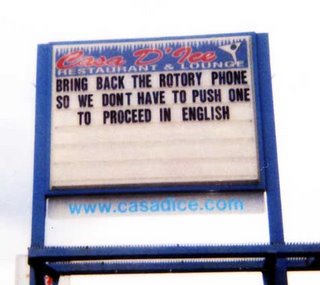 Casa D' Ice
RESTAURANT & LOUNGE
BRING BACK THE ROTORY PHONE
SO WE DONT HAVE TO PUSH ONE
TO PROCEED IN ENGLISH
www.casadice.com